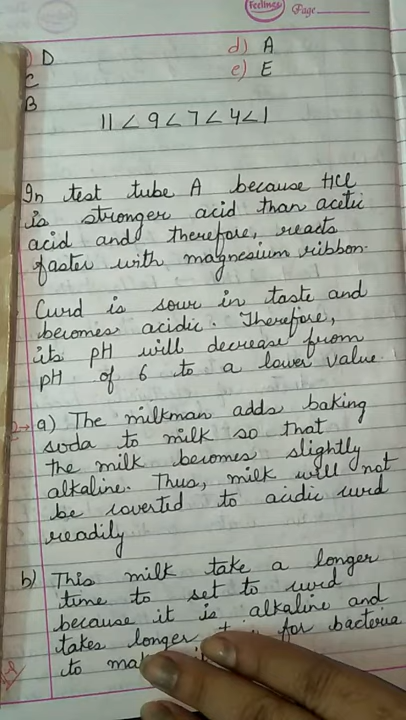 Feelings
Page
D
d) A
C
e) E
B
11 < 9 < 7 < 4 < 1
In test tube A because HCl
is stronger acid than acetic
acid and therefore, reacts
faster with magnesium ribbon.
Curd is sour in taste and
becomes acidic. Therefore,
its pH will decrease from
pH of 6 to a lower value.
a) The milkman adds baking
soda to milk so that
the milk becomes slightly
alkaline. Thus, milk will not
be coverted to acidic curd
readily
b) This milk take a longer
time to set to curd
because it is alkaline and
takes longer for bacteria
to